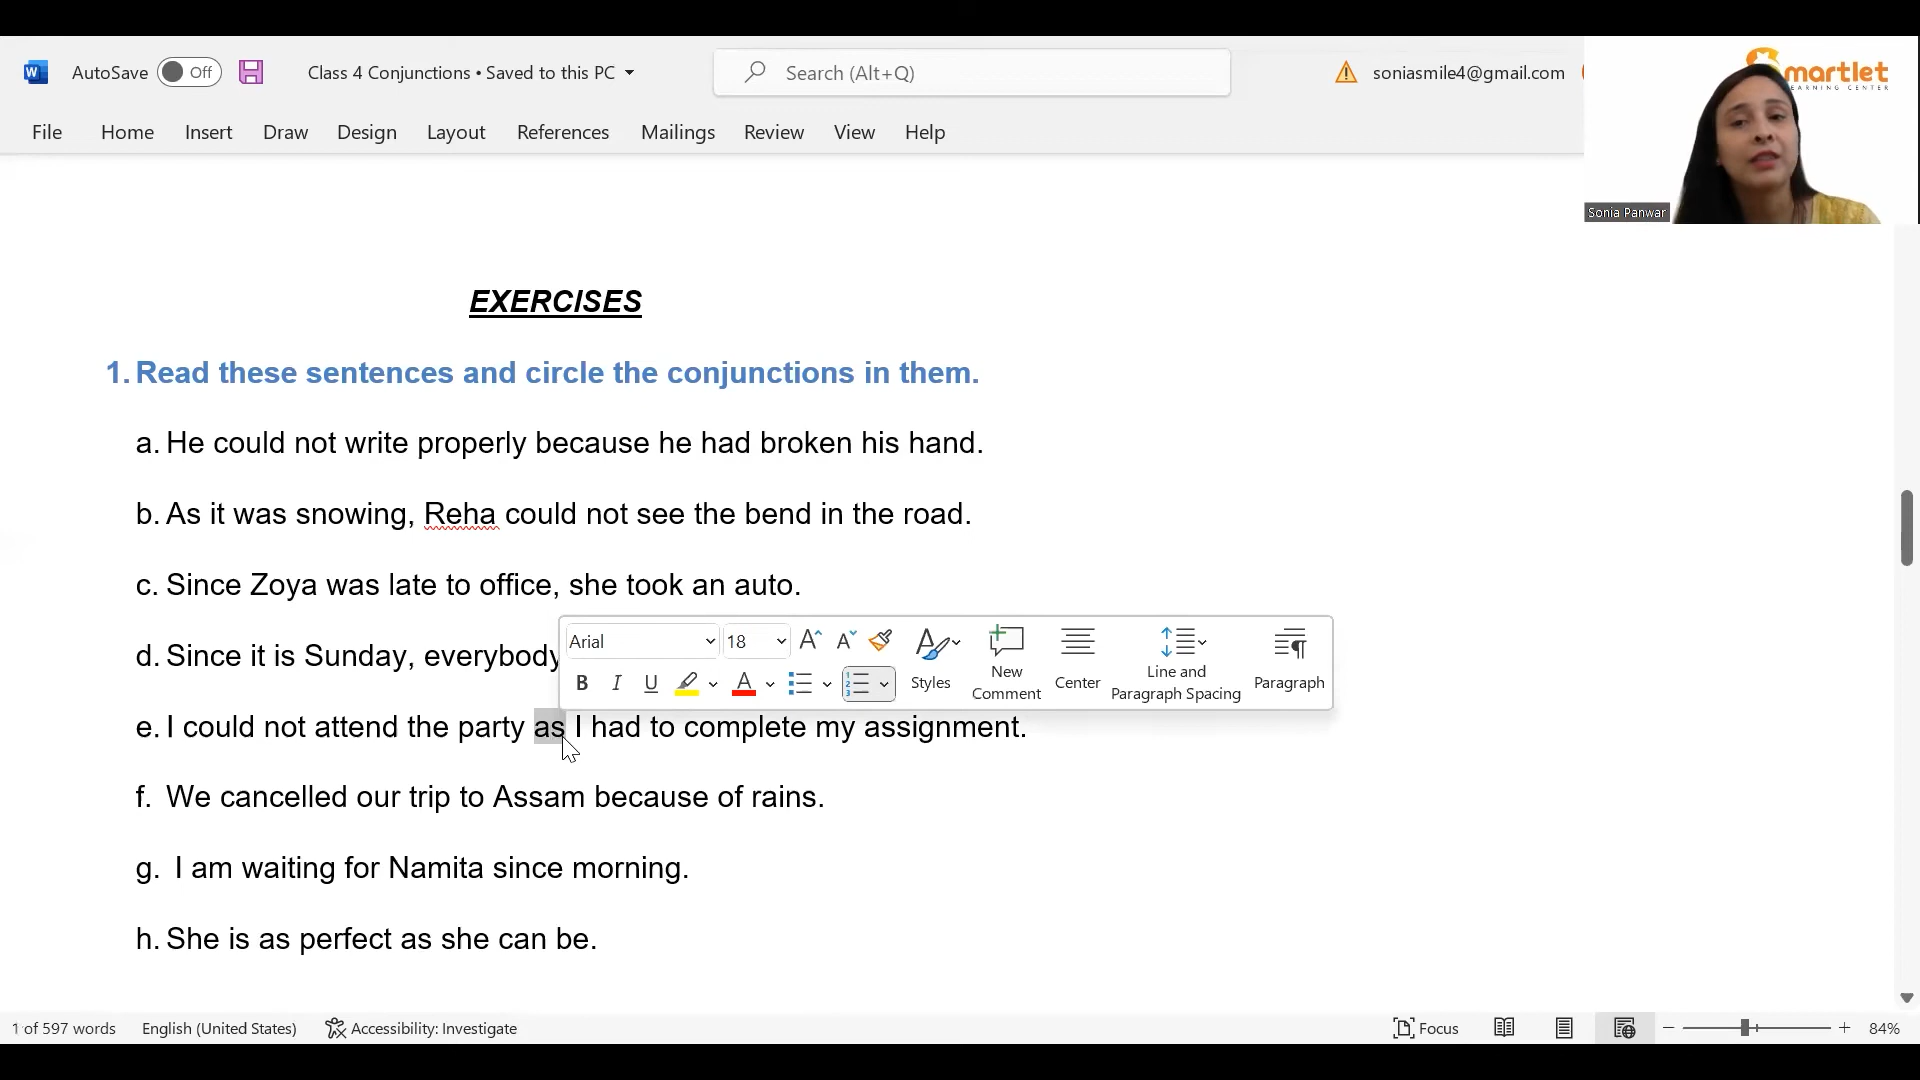 AutoSave Off Class 4 Conjunctions • Saved to this PC Search (Alt+Q) soniasmile4@gmail.com
martlet
EARNING CENTER
File Home Insert Draw Design Layout References Mailings Review View Help
Sonia Panwar
EXERCISES
1. Read these sentences and circle the conjunctions in them.
a. He could not write properly because he had broken his hand.
b. As it was snowing, Reha could not see the bend in the road.
c. Since Zoya was late to office, she took an auto.
d. Since it is Sunday, everybody
Arial 18
B I U A Styles New Comment Center Line and Paragraph Spacing Paragraph
e. I could not attend the party as I had to complete my assignment.
f. We cancelled our trip to Assam because of rains.
g. I am waiting for Namita since morning.
h. She is as perfect as she can be.
1 of 597 words English (United States) Accessibility: Investigate Focus 84%